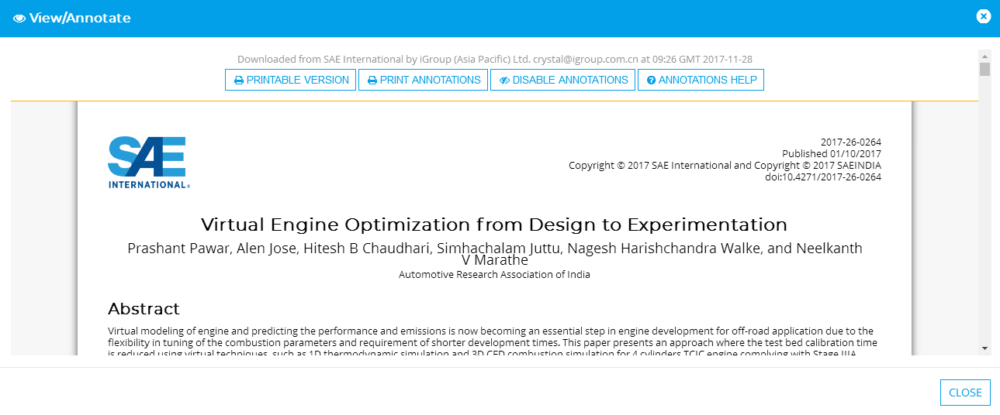 View/Annotate
Downloaded from SAE International by iGroup (Asia Pacific) Ltd. crystal@igroup.com.cn at 09:26 GMT 2017-11-28
PRINTABLE VERSION PRINT ANNOTATIONS DISABLE ANNOTATIONS ANNOTATIONS HELP
SAE
INTERNATIONAL®
2017-26-0264
Published 01/10/2017
Copyright © 2017 SAE International and Copyright © 2017 SAEINDIA
doi:10.4271/2017-26-0264
Virtual Engine Optimization from Design to Experimentation
Prashant Pawar, Alen Jose, Hitesh B Chaudhari, Simhachalam Juttu, Nagesh Harishchandra Walke, and Neelkanth
V Marathe
Automotive Research Association of India
Abstract
Virtual modeling of engine and predicting the performance and emissions is now becoming an essential step in engine development for off-road application due to the
flexibility in tuning of the combustion parameters and requirement of shorter development times. This paper presents an approach where the test bed calibration time
is reduced using virtual techniques, such as 1D thermodynamic simulation and 3D CFD combustion simulation for 4 cylinders TCIC engine complying with Stage IIIA
CLOSE